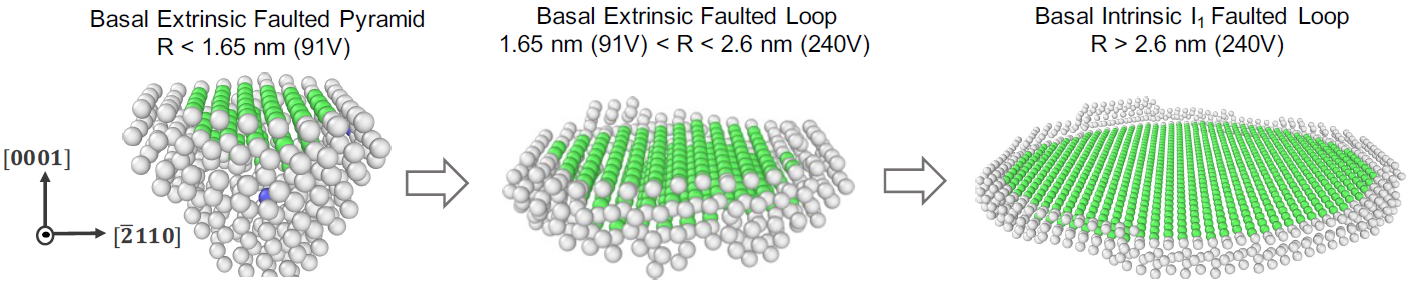 Basal Extrinsic Faulted Pyramid
R < 1.65 nm (91V)
Basal Extrinsic Faulted Loop
1.65 nm (91V) < R < 2.6 nm (240V)
Basal Intrinsic I₁ Faulted Loop
R > 2.6 nm (240V)
[0001]
[2̅110]